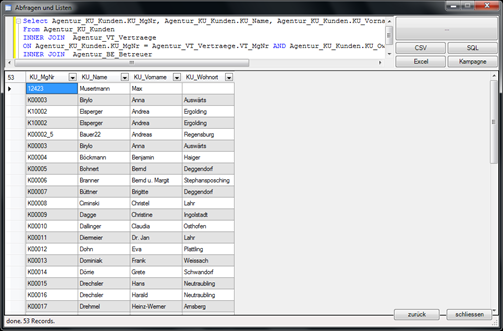 Abfragen und Listen
Select Agentur_KU_Kunden.KU_MgNr, Agentur_KU_Kunden.KU_Name, Agentur_KU_Kunden.KU_Vorna
From Agentur_KU_Kunden
INNER JOIN Agentur_VT_Vertraege
ON Agentur_KU_Kunden.KU_MgNr = Agentur_VT_Vertraege.VT_MgNr AND Agentur_KU_Kunden.KU_Ow
INNER JOIN Agentur_BE_Betreuer
...
CSV SQL
Excel Kampagne
53 KU_MgNr KU_Name KU_Vorname KU_Wohnort
12423 Musertmann Max
K00003 Birylo Anna Auswärts
K10002 Elsperger Andrea Ergolding
K10002 Elsperger Andrea Ergolding
K00002_5 Bauer22 Andreas Regensburg
K00003 Birylo Anna Auswärts
K00004 Böckmann Benjamin Haiger
K00005 Bohnert Bernd Deggendorf
K00006 Branner Bernd u. Margit Stephansposching
K00007 Büttner Brigitte Deggendorf
K00008 Ciminski Christel Lahr
K00009 Dagge Christine Ingolstadt
K00010 Dallinger Claudia Osthofen
K00011 Diermeier Dr. Jan Lahr
K00012 Dohn Eva Plattling
K00013 Dominiak Frank Weissach
K00014 Dörrie Grete Schwandorf
K00015 Drechsler Hans Neutraubling
K00016 Drechsler Harald Neutraubling
K00017 Drehmel Heinz-Werner Arnsberg
zurück schliessen
done. 53 Records.